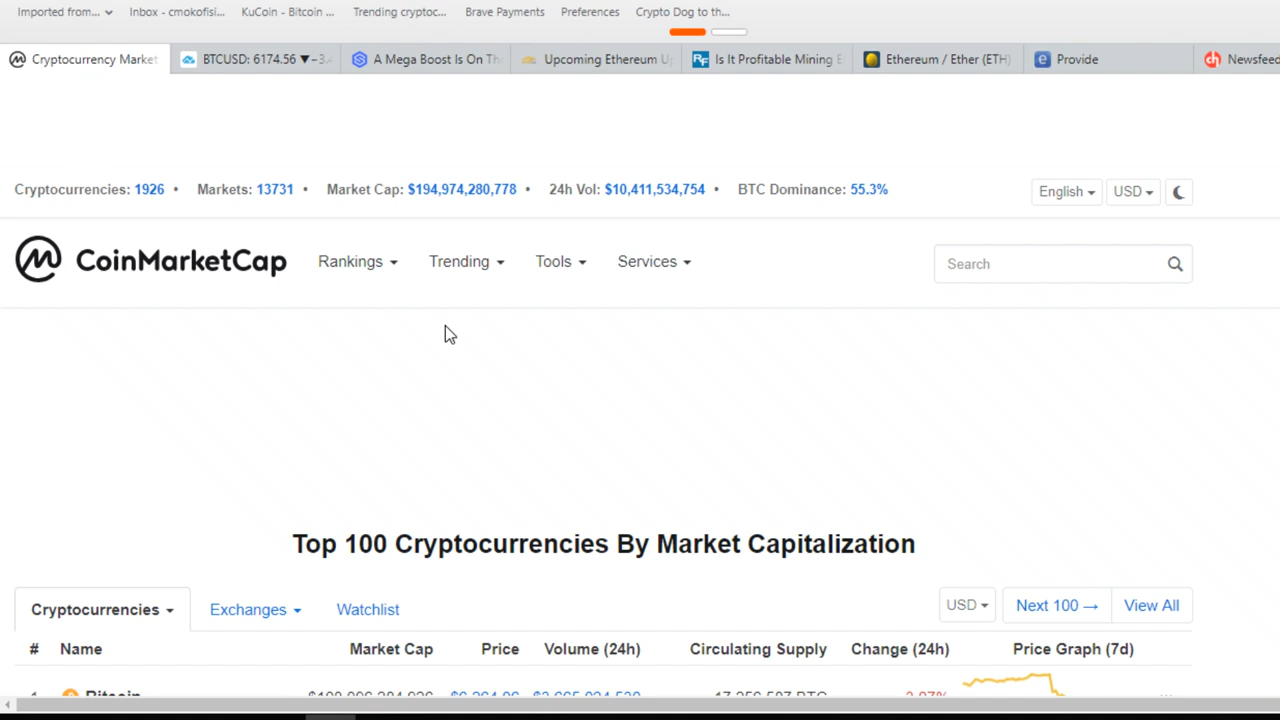 Imported from... Inbox - cmokofisi... KuCoin - Bitcoin ... Trending cryptoc... Brave Payments Preferences Crypto Dog to th...
Cryptocurrency Market BTCUSD: 6174.56 ▼ A Mega Boost Is On Th Upcoming Ethereum Is It Profitable Mining Ethereum / Ether (ETH) Provide Newsfeed
Cryptocurrencies: 1926 • Markets: 13731 • Market Cap: $194,974,280,778 • 24h Vol: $10,411,534,754 • BTC Dominance: 55.3%
English USD
CoinMarketCap Rankings Trending Tools Services Search
Top 100 Cryptocurrencies By Market Capitalization
Cryptocurrencies Exchanges Watchlist USD Next 100 → View All
# Name Market Cap Price Volume (24h) Circulating Supply Change (24h) Price Graph (7d)
Bitcoin